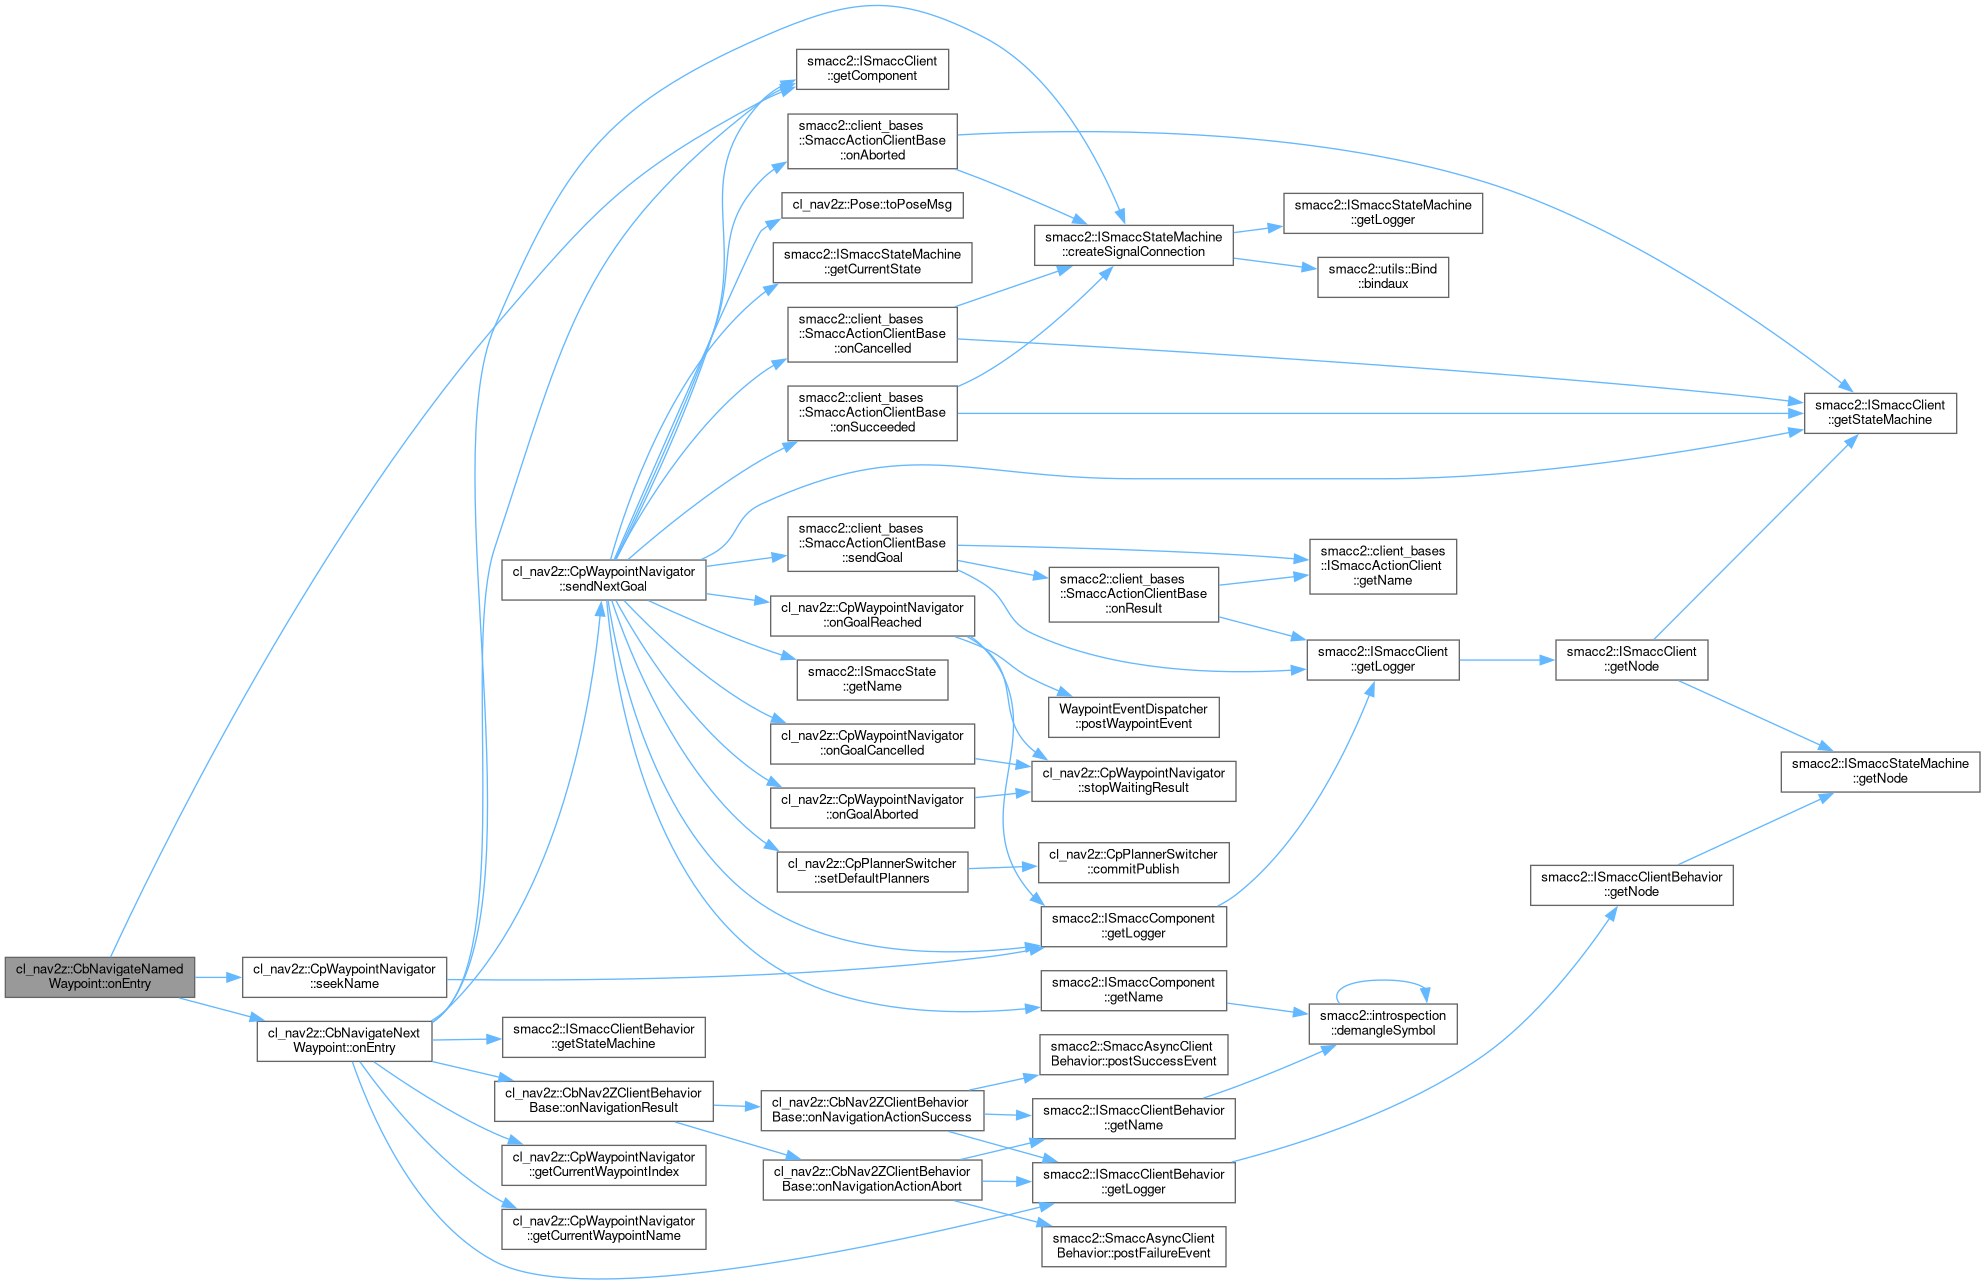 smacc2::ISmaccClient
::getComponent
smacc2::client_bases
::SmaccActionClientBase
::onAborted
cl_nav2z::Pose::toPoseMsg
smacc2::ISmaccStateMachine
::getLogger
smacc2::ISmaccStateMachine
::createSignalConnection
smacc2::ISmaccStateMachine
::getCurrentState
smacc2::utils::Bind
::bindaux
smacc2::client_bases
::SmaccActionClientBase
::onCancelled
smacc2::client_bases
::SmaccActionClientBase
::onSucceeded
smacc2::ISmaccClient
::getStateMachine
smacc2::client_bases
::SmaccActionClientBase
::sendGoal
smacc2::client_bases
::ISmaccActionClient
::getName
cl_nav2z::CpWaypointNavigator
::sendNextGoal
smacc2::client_bases
::SmaccActionClientBase
::onResult
cl_nav2z::CpWaypointNavigator
::onGoalReached
smacc2::ISmaccClient
::getLogger
smacc2::ISmaccClient
::getNode
smacc2::ISmaccState
::getName
WaypointEventDispatcher
::postWaypointEvent
cl_nav2z::CpWaypointNavigator
::onGoalCancelled
cl_nav2z::CpWaypointNavigator
::stopWaitingResult
smacc2::ISmaccStateMachine
::getNode
cl_nav2z::CpWaypointNavigator
::onGoalAborted
cl_nav2z::CpPlannerSwitcher
::setDefaultPlanners
cl_nav2z::CpPlannerSwitcher
::commitPublish
smacc2::ISmaccClientBehavior
::getNode
smacc2::ISmaccComponent
::getLogger
cl_nav2z::CbNavigateNamed
Waypoint::onEntry
cl_nav2z::CpWaypointNavigator
::seekName
smacc2::ISmaccComponent
::getName
smacc2::introspection
::demangleSymbol
cl_nav2z::CbNavigateNext
Waypoint::onEntry
smacc2::ISmaccClientBehavior
::getStateMachine
smacc2::SmaccAsyncClient
Behavior::postSuccessEvent
cl_nav2z::CbNav2ZClientBehavior
Base::onNavigationResult
cl_nav2z::CbNav2ZClientBehavior
Base::onNavigationActionSuccess
smacc2::ISmaccClientBehavior
::getName
cl_nav2z::CpWaypointNavigator
::getCurrentWaypointIndex
cl_nav2z::CbNav2ZClientBehavior
Base::onNavigationActionAbort
smacc2::ISmaccClientBehavior
::getLogger
cl_nav2z::CpWaypointNavigator
::getCurrentWaypointName
smacc2::SmaccAsyncClient
Behavior::postFailureEvent